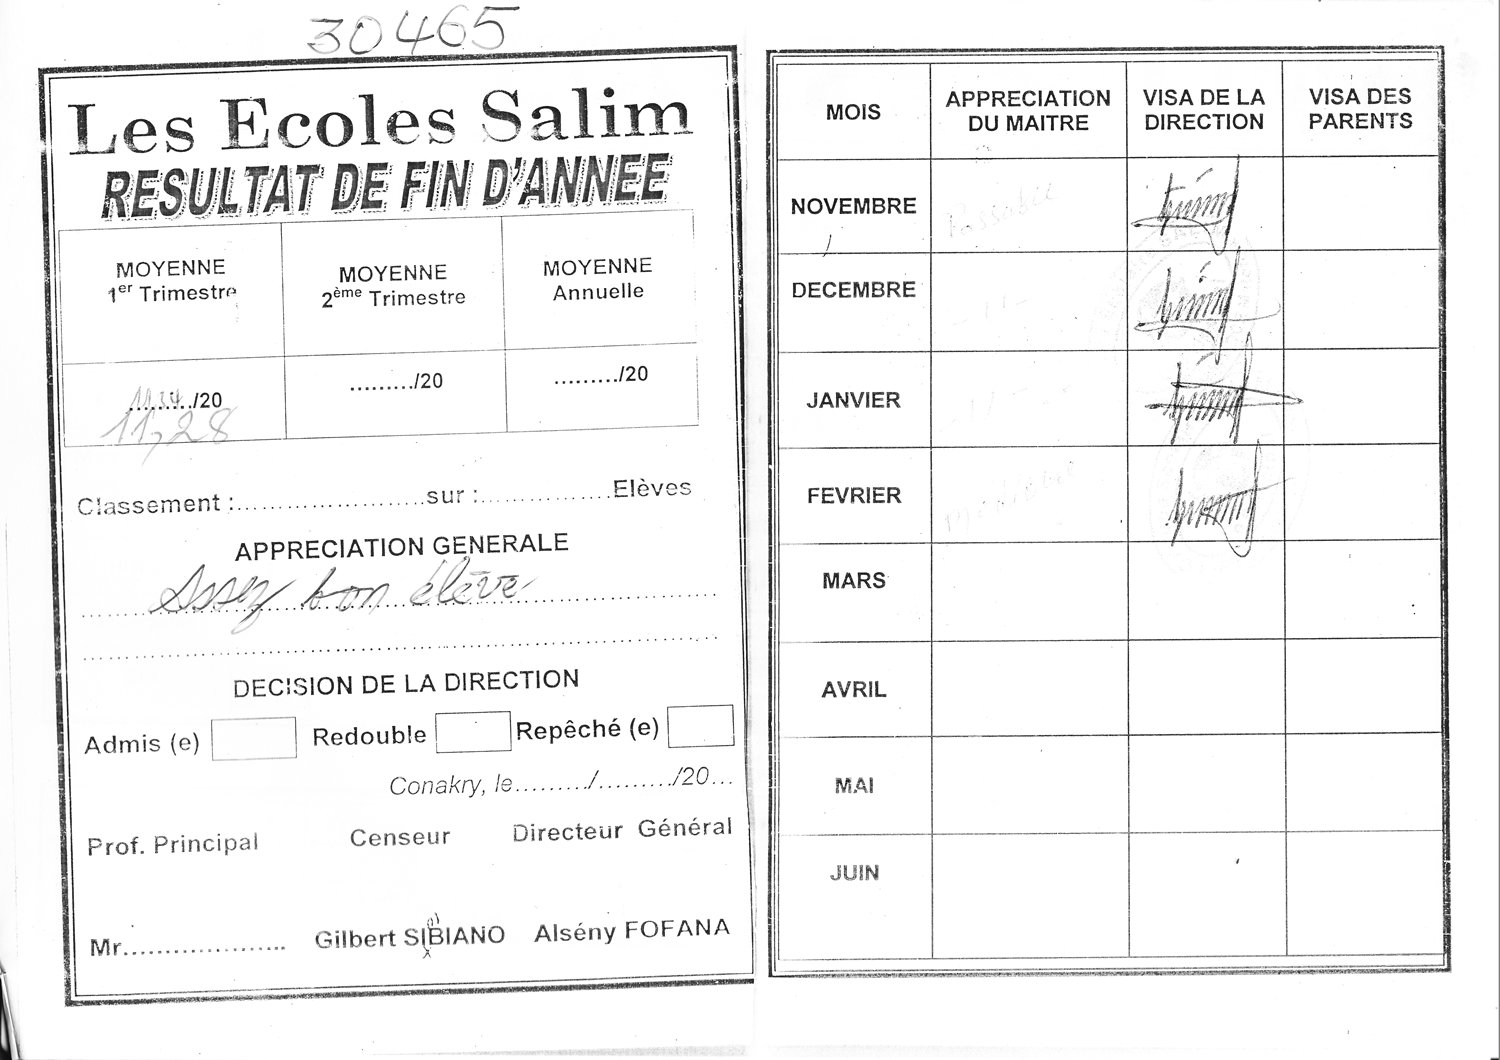 30465
Les Ecoles Salim
RESULTAT DE FIN D'ANNEE
MOYENNE
1er Trimestre
MOYENNE
2ème Trimestre
MOYENNE
Annuelle
........./20
11,28
........./20
........./20
Classement :........................sur :................Elèves
APPRECIATION GENERALE
Assez bon élève
DECISION DE LA DIRECTION
Admis (e) Redouble Repêché (e)
Conakry, le........./........./20...
Prof. Principal Censeur Directeur Général
Mr.................... Gilbert SIBIANO Alsény FOFANA
MOIS
APPRECIATION
DU MAITRE
VISA DE LA
DIRECTION
VISA DES
PARENTS
NOVEMBRE
Passable
DECEMBRE
JANVIER
FEVRIER
MARS
AVRIL
MAI
JUIN